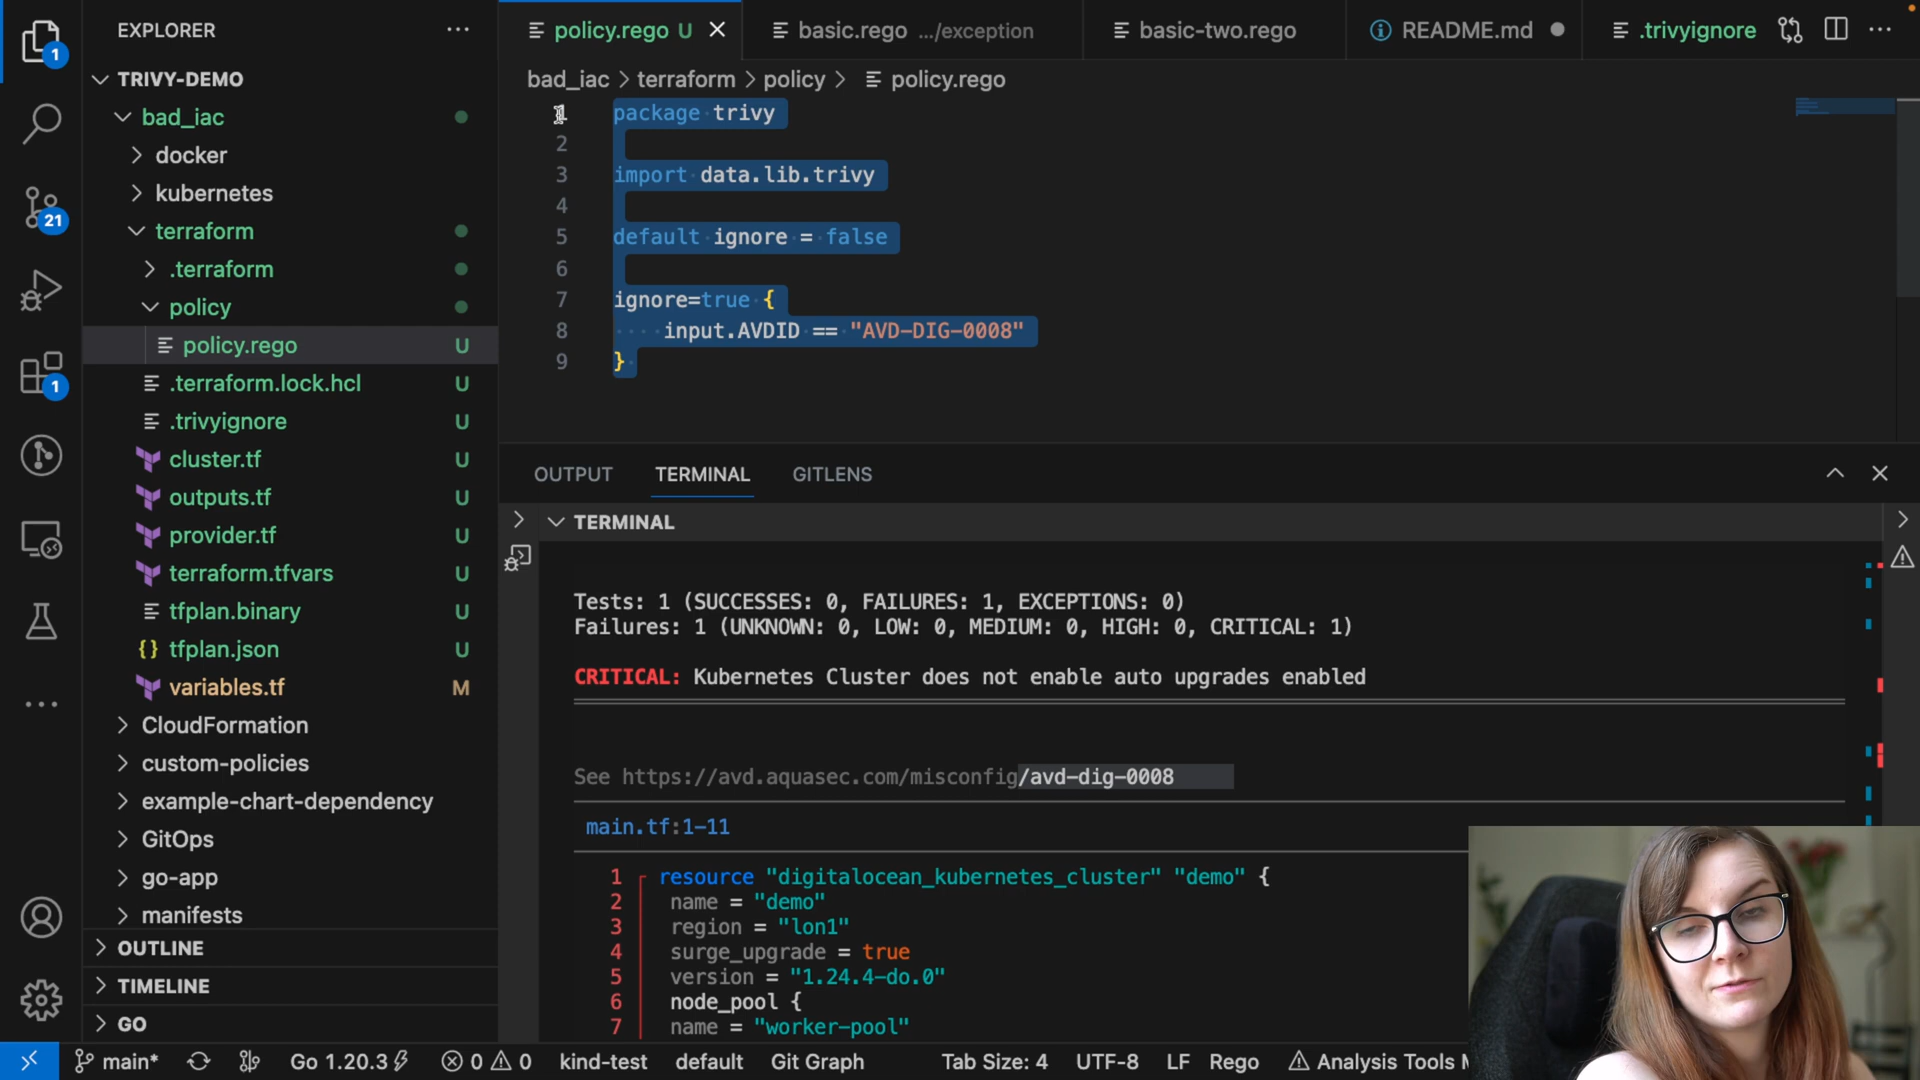 EXPLORER
TRIVY-DEMO
bad_iac
docker
kubernetes
terraform
.terraform
policy
policy.rego U
.terraform.lock.hcl U
.trivyignore U
cluster.tf U
outputs.tf U
provider.tf U
terraform.tfvars U
tfplan.binary U
{} tfplan.json U
variables.tf M
CloudFormation
custom-policies
example-chart-dependency
GitOps
go-app
manifests
OUTLINE
TIMELINE
GO
1
21
1
policy.rego U
basic.rego .../exception
basic-two.rego
README.md
.trivyignore
bad_iac > terraform > policy > policy.rego
1 package trivy
2
3 import data.lib.trivy
4
5 default ignore = false
6
7 ignore=true {
8 input.AVDID == "AVD-DIG-0008"
9 }
OUTPUT TERMINAL GITLENS
TERMINAL
Tests: 1 (SUCCESSES: 0, FAILURES: 1, EXCEPTIONS: 0)
Failures: 1 (UNKNOWN: 0, LOW: 0, MEDIUM: 0, HIGH: 0, CRITICAL: 1)
CRITICAL: Kubernetes Cluster does not enable auto upgrades enabled
See https://avd.aquasec.com/misconfig/avd-dig-0008
main.tf:1-11
1 resource "digitalocean_kubernetes_cluster" "demo" {
2 name = "demo"
3 region = "lon1"
4 surge_upgrade = true
5 version = "1.24.4-do.0"
6 node_pool {
7 name = "worker-pool"
main* Go 1.20.3 0 0 kind-test default Git Graph Tab Size: 4 UTF-8 LF Rego Analysis Tools M